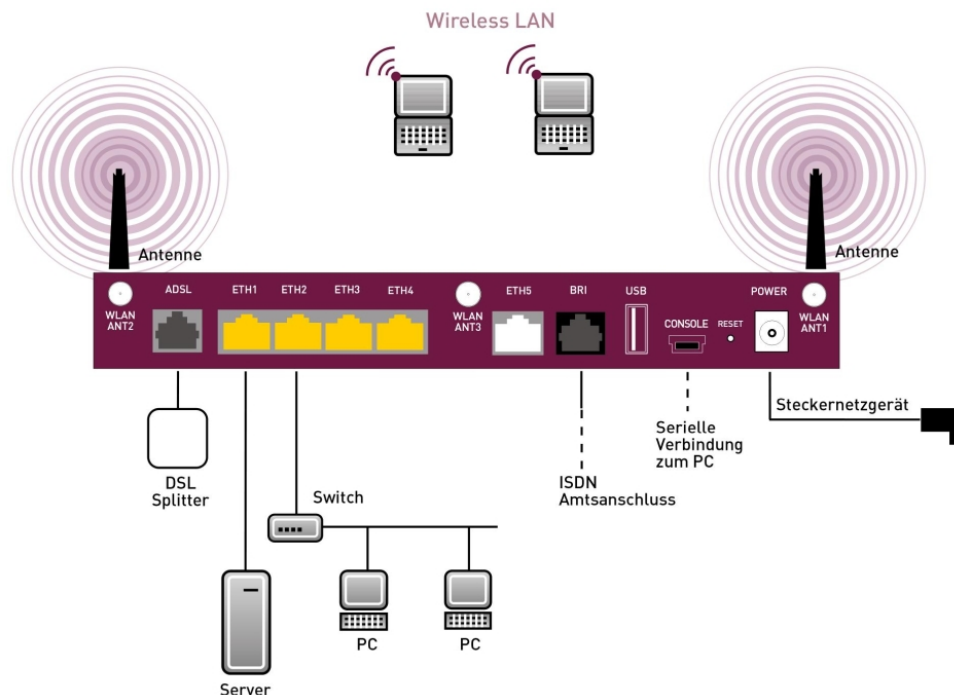 Wireless LAN
Antenne
Antenne
WLAN
ANT2
ADSL
ETH1
ETH2
ETH3
ETH4
WLAN
ANT3
ETH5
BRI
USB
CONSOLE
RESET
POWER
WLAN
ANT1
Steckernetzgerät
Serielle
Verbindung
zum PC
DSL
Splitter
ISDN
Amtsanschluss
Switch
PC
PC
Server